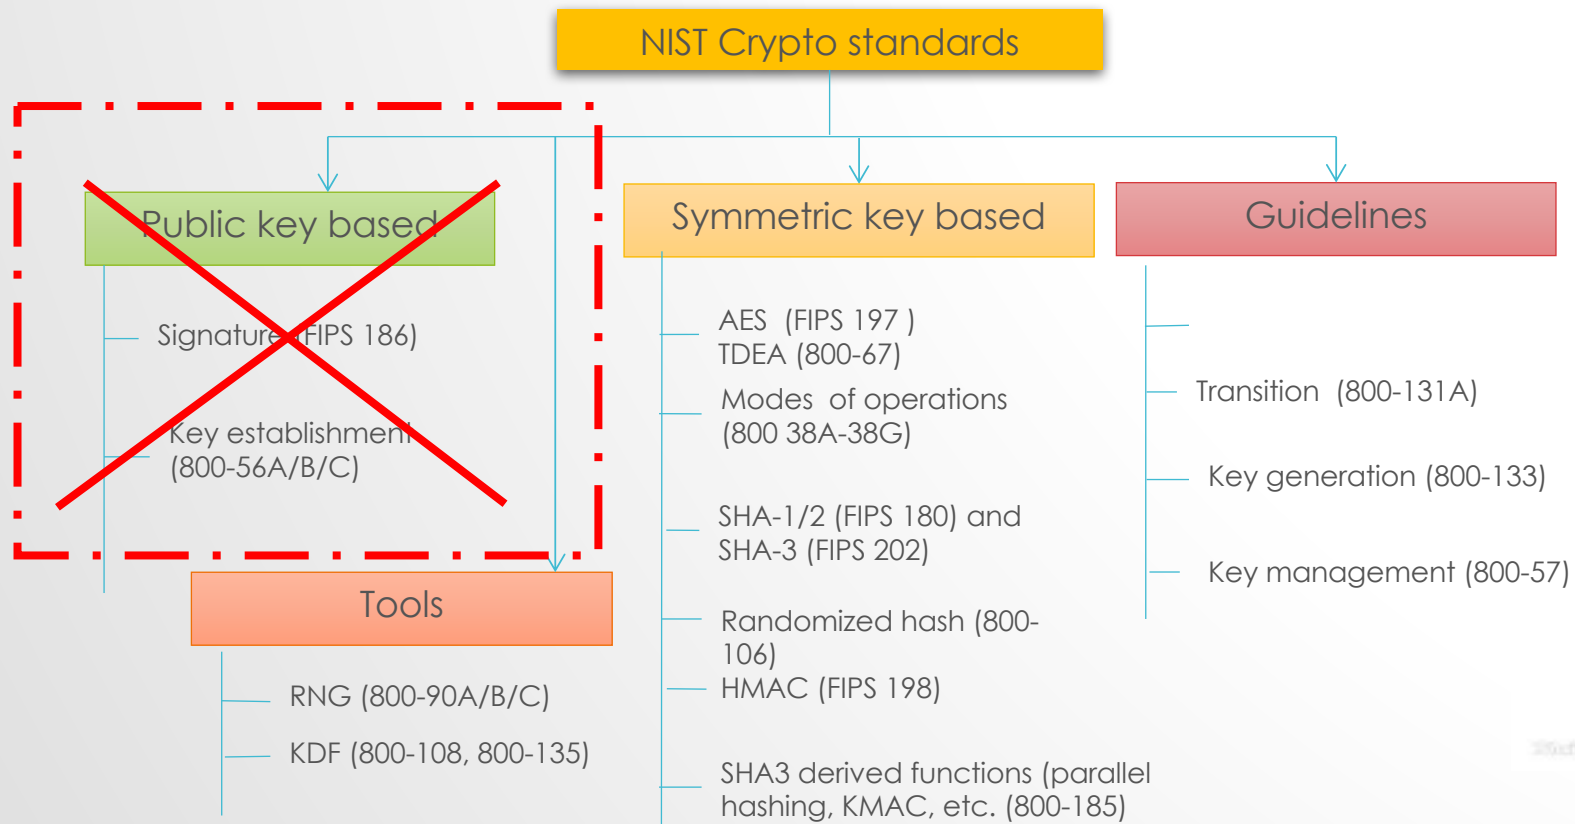 NIST Crypto standards
Public key based
Signature (FIPS 186)
Key establishment
(800-56A/B/C)
Tools
RNG (800-90A/B/C)
KDF (800-108, 800-135)
Symmetric key based
AES (FIPS 197 )
TDEA (800-67)
Modes of operations
(800 38A-38G)
SHA-1/2 (FIPS 180) and
SHA-3 (FIPS 202)
Randomized hash (800-
106)
HMAC (FIPS 198)
SHA3 derived functions (parallel
hashing, KMAC, etc. (800-185)
Guidelines
Transition (800-131A)
Key generation (800-133)
Key management (800-57)